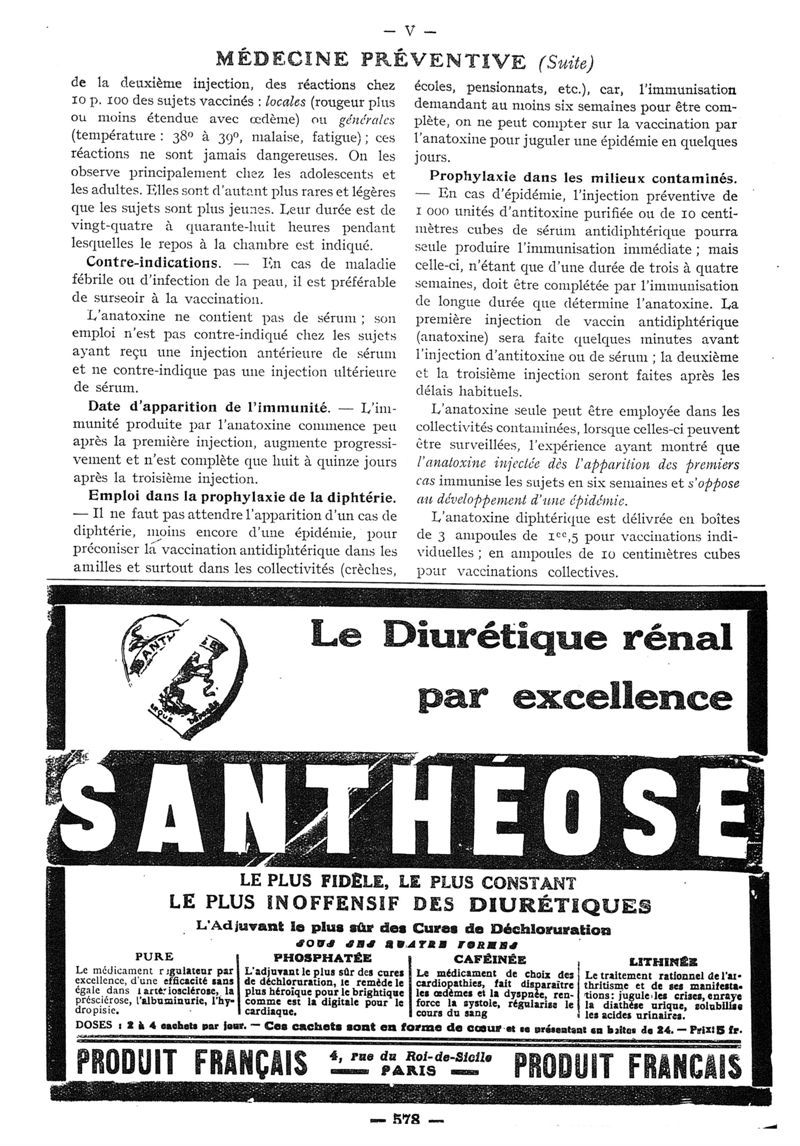 — V —
MÉDECINE PRÉVENTIVE (Suite)
de la deuxième injection, des réactions chez
10 p. 100 des sujets vaccinés : locales (rougeur plus
ou moins étendue avec œdème) ou générales
(température : 38º à 39º, malaise, fatigue) ; ces
réactions ne sont jamais dangereuses. On les
observe principalement chez les adolescents et
les adultes. Elles sont d'autant plus rares et légères
que les sujets sont plus jeunes. Leur durée est de
vingt-quatre à quarante-huit heures pendant
lesquelles le repos à la chambre est indiqué.
Contre-indications. — En cas de maladie
fébrile ou d'infection de la peau, il est préférable
de surseoir à la vaccination.
L'anatoxine ne contient pas de sérum ; son
emploi n'est pas contre-indiqué chez les sujets
ayant reçu une injection antérieure de sérum
et ne contre-indique pas une injection ultérieure
de sérum.
Date d'apparition de l'immunité. — L'im-
munité produite par l'anatoxine commence peu
après la première injection, augmente progressi-
vement et n'est complète que huit à quinze jours
après la troisième injection.
Emploi dans la prophylaxie de la diphtérie.
— Il ne faut pas attendre l'apparition d'un cas de
diphtérie, moins encore d'une épidémie, pour
préconiser la vaccination antidiphtérique dans les
amilles et surtout dans les collectivités (crèches,
écoles, pensionnats, etc.), car, l'immunisation
demandant au moins six semaines pour être com-
plète, on ne peut compter sur la vaccination par
l'anatoxine pour juguler une épidémie en quelques
jours.
Prophylaxie dans les milieux contaminés.
— En cas d'épidémie, l'injection préventive de
1 000 unités d'antitoxine purifiée ou de 10 centi-
mètres cubes de sérum antidiphtérique pourra
seule produire l'immunisation immédiate ; mais
celle-ci, n'étant que d'une durée de trois à quatre
semaines, doit être complétée par l'immunisation
de longue durée que détermine l'anatoxine. La
première injection de vaccin antidiphtérique
(anatoxine) sera faite quelques minutes avant
l'injection d'antitoxine ou de sérum ; la deuxième
et la troisième injection seront faites après les
délais habituels.
L'anatoxine seule peut être employée dans les
collectivités contaminées, lorsque celles-ci peuvent
être surveillées, l'expérience ayant montré que
l'anatoxine injectée dès l'apparition des premiers
cas immunise les sujets en six semaines et s'oppose
au développement d'une épidémie.
L'anatoxine diphtérique est délivrée en boîtes
de 3 ampoules de 1cc,5 pour vaccinations indi-
viduelles ; en ampoules de 10 centimètres cubes
pour vaccinations collectives.
Le Diurétique rénal
par excellence
SANTHÉOSE
LE PLUS FIDÈLE, LE PLUS CONSTANT
LE PLUS INOFFENSIF DES DIURÉTIQUES
L'Adjuvant le plus sûr des Cures de Déchloruration
SOUS SES QUATRE FORMES
PURE
Le médicament régulateur par
excellence, d'une efficacité sans
égale dans l'artériosclérose, la
présclérose, l'albuminurie, l'hy-
dropisie.
PHOSPHATÉE
L'adjuvant le plus sûr des cures
de déchloruration, le remède le
plus héroïque pour le brightique
comme est la digitale pour le
cardiaque.
CAFÉINÉE
Le médicament de choix des
cardiopathies, fait disparaître
les œdèmes et la dyspnée, ren-
force la systole, régularise le
cours du sang
LITHINÉE
Le traitement rationnel de l'ar-
thritisme et de ses manifesta-
tions: jugule les crises, enraye
la diathèse urique, solubilise
les acides urinaires.
DOSES : 2 à 4 cachets par jour. — Ces cachets sont en forme de cœur et se présentent en boîtes de 24. — Prix: 5 fr.
PRODUIT FRANÇAIS
4, rue du Roi-de-Sicile
— PARIS —
PRODUIT FRANCAIS
— 578 —